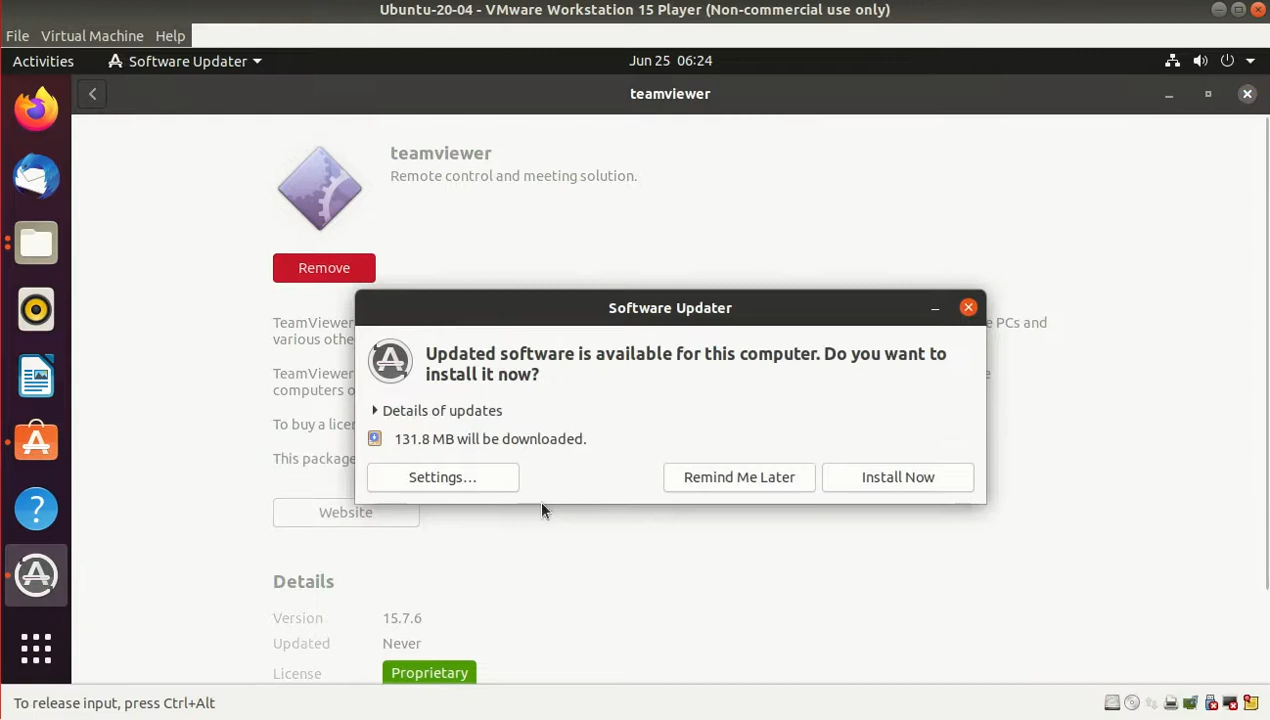 Ubuntu-20-04 - VMware Workstation 15 Player (Non-commercial use only)
File Virtual Machine Help
Activities Software Updater Jun 25 06:24
teamviewer
teamviewer
Remote control and meeting solution.
Remove
Software Updater
TeamViewer e PCs and
various othe
Updated software is available for this computer. Do you want to
install it now?
TeamViewer
computers o
Details of updates
To buy a licen
131.8 MB will be downloaded.
This package
Settings... Remind Me Later Install Now
Website
Details
Version 15.7.6
Updated Never
License Proprietary
To release input, press Ctrl+Alt